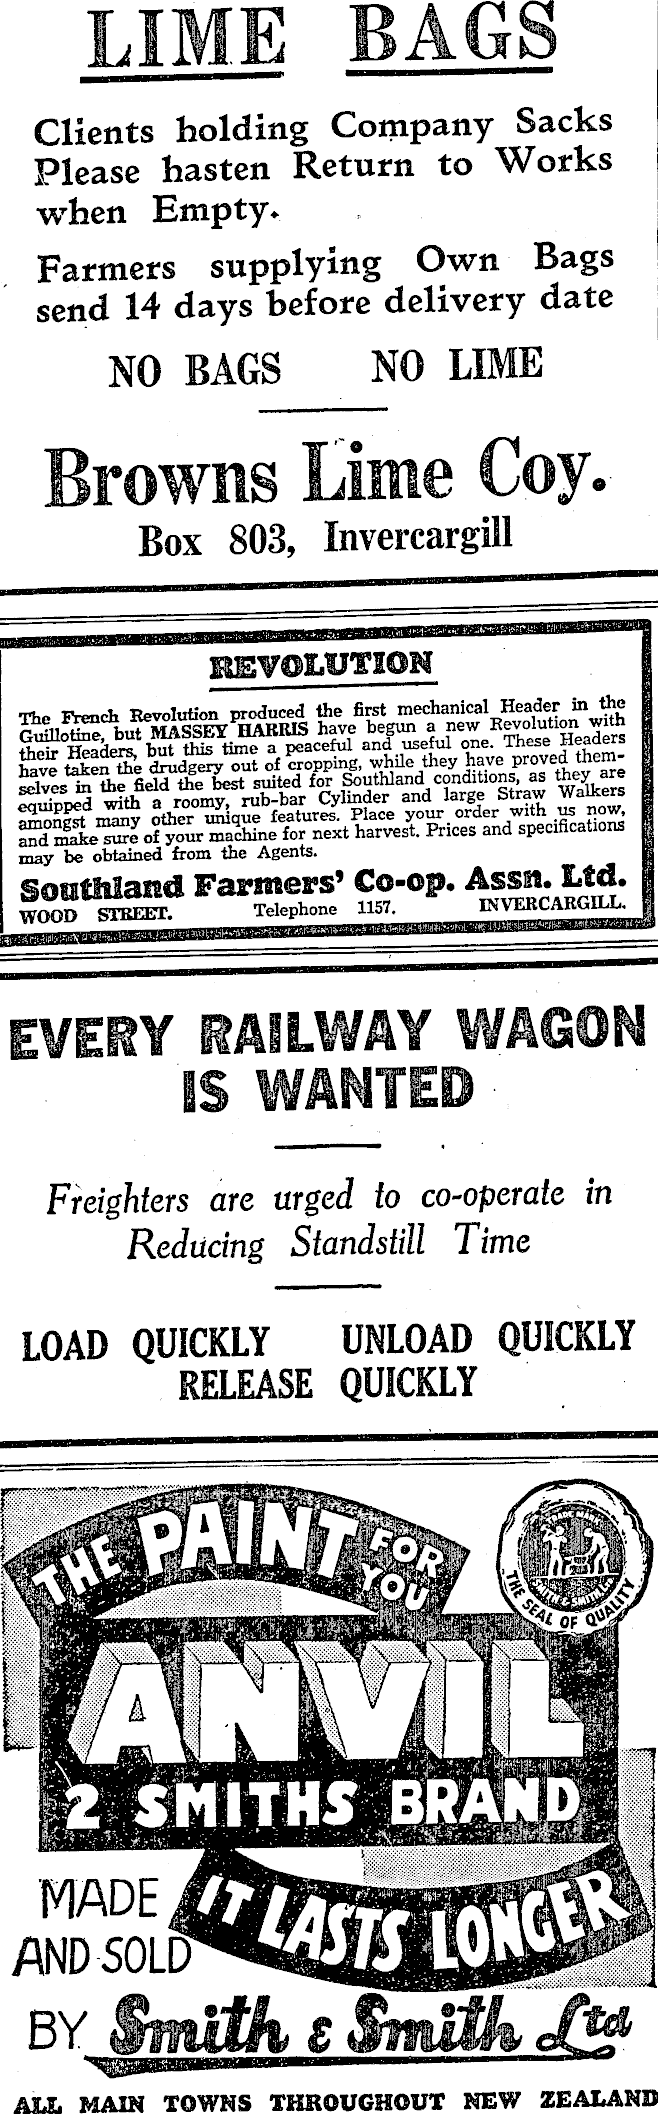 LIME BAGS
Clients holding Company Sacks
Please hasten Return to Works
when Empty.
Farmers supplying Own Bags
send 14 days before delivery date
NO BAGS NO LIME
Browns Lime Coy.
Box 803, Invercargill
REVOLUTION
The French Revolution produced the first mechanical Header in the
Guillotine, but MASSEY HARRIS have begun a new Revolution with
their Headers, but this time a peaceful and useful one. These Headers
have taken the drudgery out of cropping, while they have proved them-
selves in the field the best suited for Southland conditions, as they are
equipped with a roomy, rub-bar Cylinder and large Straw Walkers
amongst many other unique features. Place your order with us now,
and make sure of your machine for next harvest. Prices and specifications
may be obtained from the Agents.
Southland Farmers' Co-op. Assn. Ltd.
WOOD STREET. Telephone 1157. INVERCARGILL.
EVERY RAILWAY WAGON
IS WANTED
Freighters are urged to co-operate in
Reducing Standstill Time
LOAD QUICKLY UNLOAD QUICKLY
RELEASE QUICKLY
THE PAINT FOR YOU
THE SEAL OF QUALITY
ANVIL
2 SMITHS BRAND
IT LASTS LONGER
MADE
AND SOLD
BY Smith & Smith Ltd
ALL MAIN TOWNS THROUGHOUT NEW ZEALAND